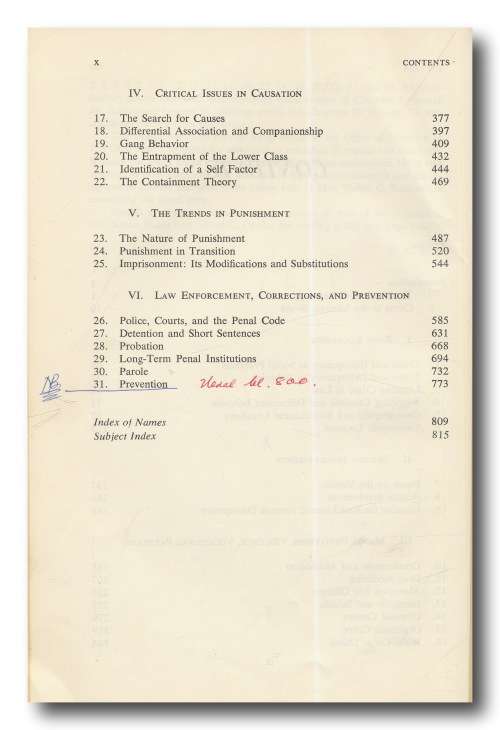 x CONTENTS
IV. CRITICAL ISSUES IN CAUSATION
17. The Search for Causes 377
18. Differential Association and Companionship 397
19. Gang Behavior 409
20. The Entrapment of the Lower Class 432
21. Identification of a Self Factor 444
22. The Containment Theory 469
V. THE TRENDS IN PUNISHMENT
23. The Nature of Punishment 487
24. Punishment in Transition 520
25. Imprisonment: Its Modifications and Substitutions 544
VI. LAW ENFORCEMENT, CORRECTIONS, AND PREVENTION
26. Police, Courts, and the Penal Code 585
27. Detention and Short Sentences 631
28. Probation 668
29. Long-Term Penal Institutions 694
30. Parole 732
NB. 31. Prevention 800. 773
Index of Names 809
Subject Index 815